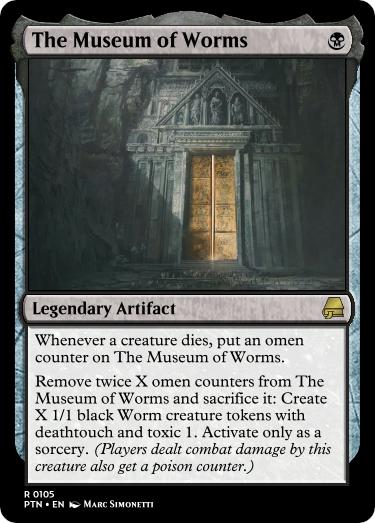 The Museum of Worms
Legendary Artifact
Whenever a creature dies, put an omen
counter on The Museum of Worms.
Remove twice X omen counters from The
Museum of Worms and sacrifice it: Create
X 1/1 black Worm creature tokens with
deathtouch and toxic 1. Activate only as a
sorcery. (Players dealt combat damage by this
creature also get a poison counter.)
R 0105
PTN • EN Marc Simonetti